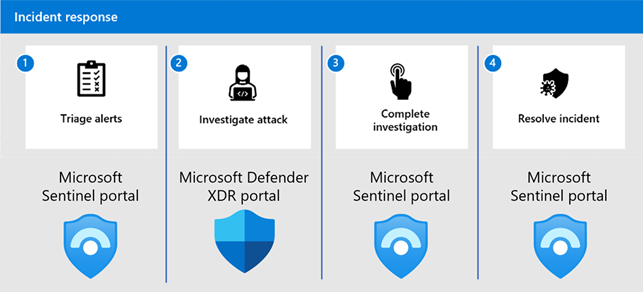 Incident response
1
Triage alerts
Microsoft
Sentinel portal
2
</>
Investigate attack
Microsoft Defender
XDR portal
3
Complete
investigation
Microsoft
Sentinel portal
4
Resolve incident
Microsoft
Sentinel portal